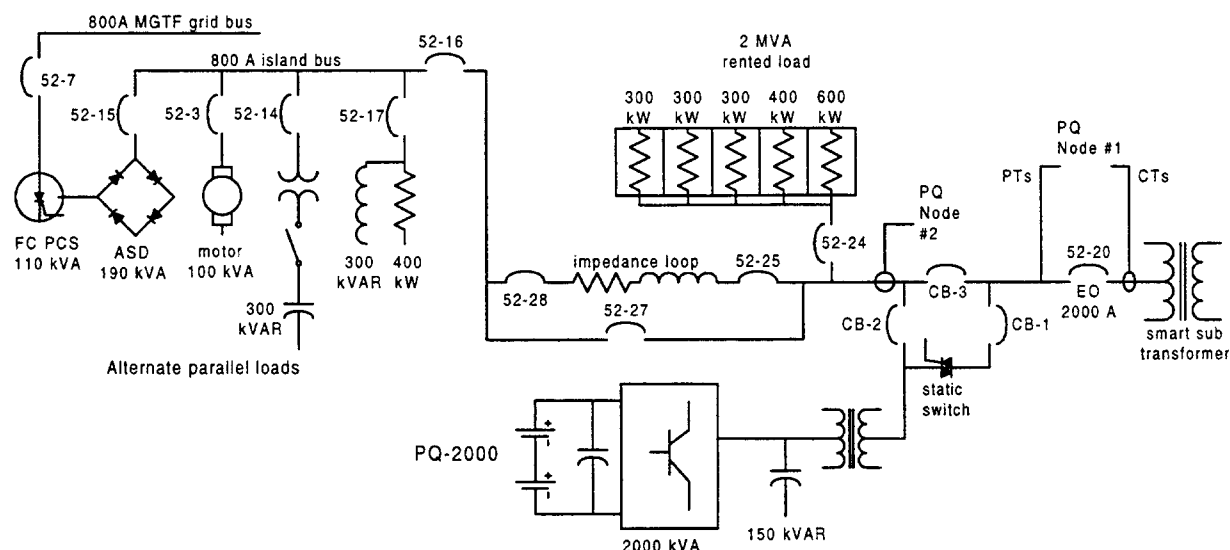 800A MGTF grid bus
52-7
800 A island bus
52-16
52-15
52-3
52-14
52-17
FC PCS
110 kVA
ASD
190 kVA
motor
100 kVA
300
kVAR
300
kVAR
400
kW
Alternate parallel loads
2 MVA
rented load
300
kW
300
kW
300
kW
400
kW
600
kW
52-24
52-28
impedance loop
52-25
52-27
PQ
Node
#2
PQ
Node #1
PTs
CTs
52-20
EO
2000 A
CB-3
CB-2
CB-1
static
switch
smart sub
transformer
PQ-2000
+
-
+
-
2000 kVA
150 kVAR